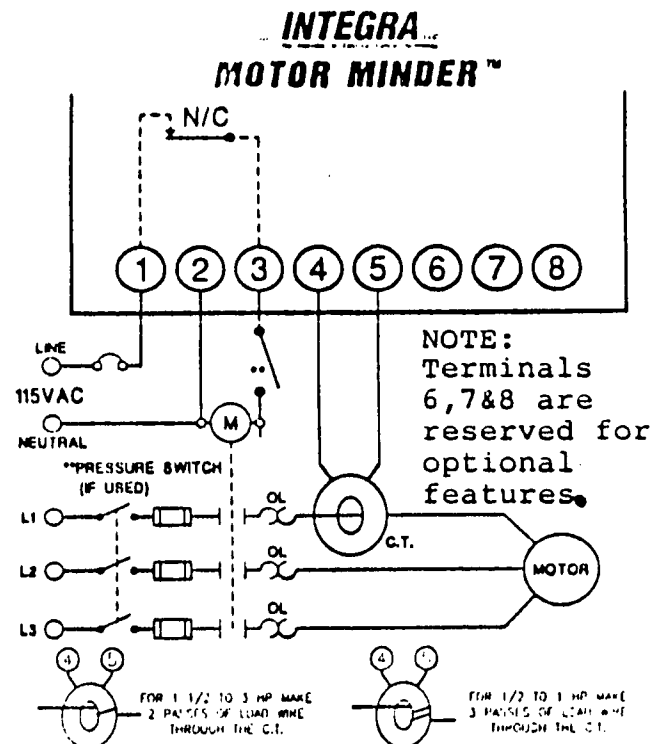 INTEGRA
MOTOR MINDER™
N/C
1 2 3 4 5 6 7 8
LINE
115VAC
NEUTRAL
M
**
NOTE:
Terminals
6,7&8 are
reserved for
optional
features.
**PRESSURE SWITCH
(IF USED)
L1
OL
C.T.
L2
OL
MOTOR
L3
OL
4 5
FOR 1 1/2 TO 3 HP MAKE
2 PASSES OF LOAD WIRE
THROUGH THE C.T.
4 5
FOR 1/2 TO 1 HP MAKE
3 PASSES OF LOAD WIRE
THROUGH THE C.T.